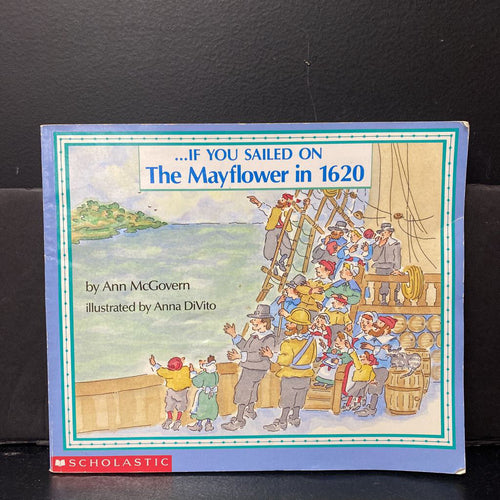 ...IF YOU SAILED ON
The Mayflower in 1620
by Ann McGovern
illustrated by Anna DiVito
SCHOLASTIC